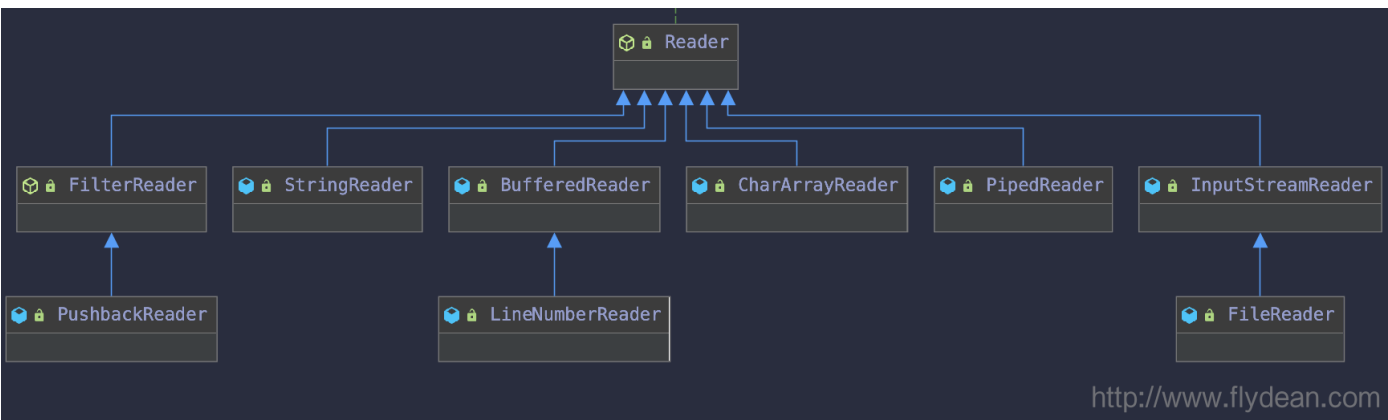 Reader
FilterReader
StringReader
BufferedReader
CharArrayReader
PipedReader
InputStreamReader
PushbackReader
LineNumberReader
FileReader
http://www.flydean.com